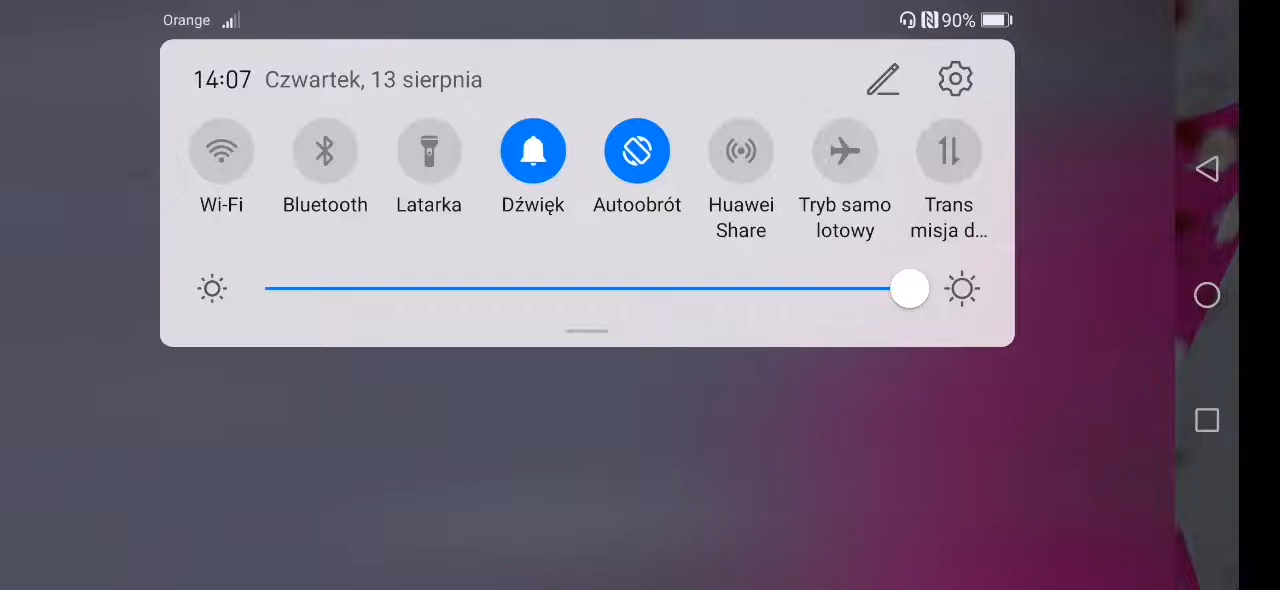 Orange 90%
14:07 Czwartek, 13 sierpnia
Wi-Fi Bluetooth Latarka Dźwięk Autoobrót Huawei Share Tryb samo lotowy Trans misja d...